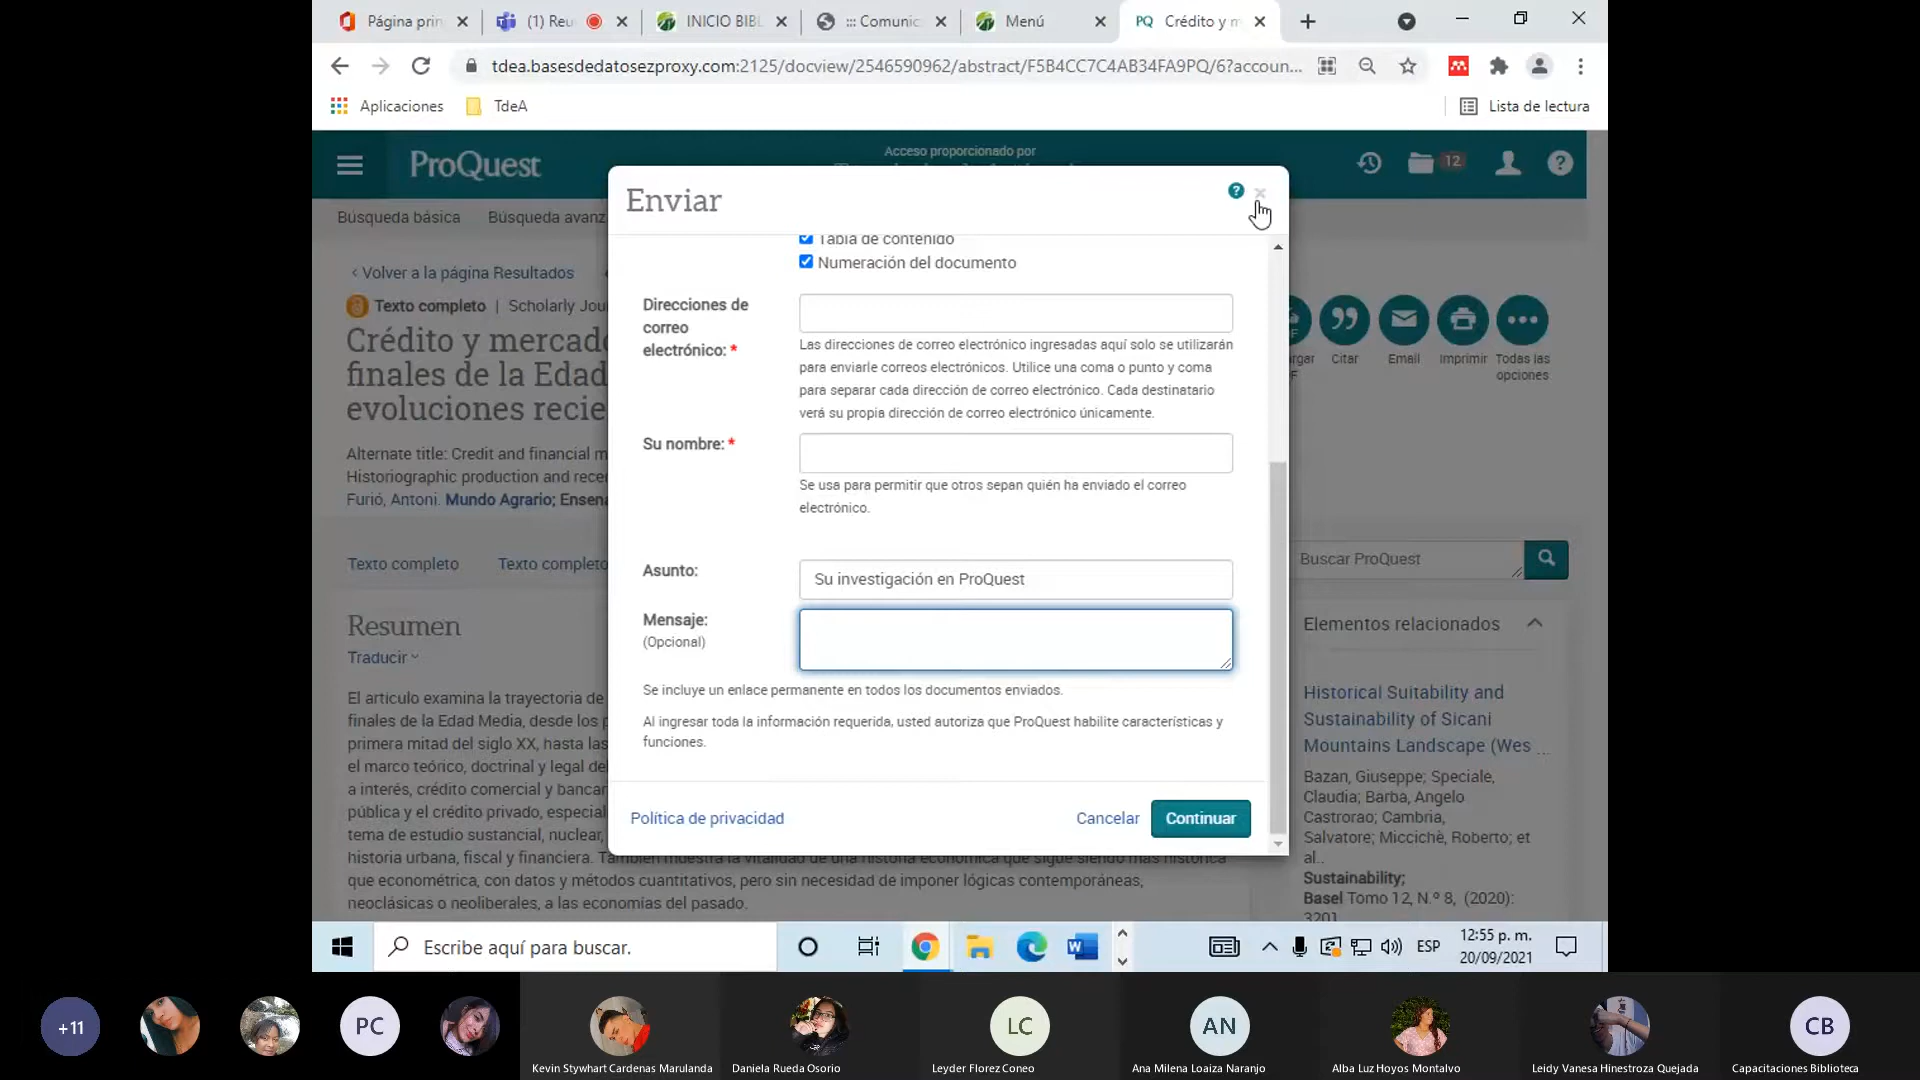 Página prin
(1) Reu
INICIO BIBL
::: Comunic
Menú
PQ Crédito y m
tdea.basesdedatosezproxy.com:2125/docview/2546590962/abstract/F5B4CC7C4AB34FA9PQ/6?accoun...
Aplicaciones
TdeA
Lista de lectura
ProQuest
Acceso proporcionado por
12
Búsqueda básica
Búsqueda avanz
Enviar
Tabla de contenido
Numeración del documento
Direcciones de
correo
electrónico: *
Las direcciones de correo electrónico ingresadas aquí solo se utilizarán
para enviarle correos electrónicos. Utilice una coma o punto y coma
para separar cada dirección de correo electrónico. Cada destinatario
verá su propia dirección de correo electrónico únicamente.
Su nombre: *
Se usa para permitir que otros sepan quién ha enviado el correo
electrónico.
Asunto:
Su investigación en ProQuest
Mensaje:
(Opcional)
Se incluye un enlace permanente en todos los documentos enviados.
Al ingresar toda la información requerida, usted autoriza que ProQuest habilite características y
funciones.
Política de privacidad
Cancelar
Continuar
‹ Volver a la página Resultados
Texto completo | Scholarly Jou
Crédito y mercado
finales de la Edad
evoluciones recie
Alternate title: Credit and financial m
Historiographic production and rece
Furió, Antoni. Mundo Agrario; Ensena
Citar
Email
Imprimir
Todas las
opciones
Texto completo
Texto completo
Buscar ProQuest
Resumen
Traducir
El articulo examina la trayectoria de
finales de la Edad Media, desde los p
primera mitad del siglo XX, hasta las
el marco teórico, doctrinal y legal del
a interés, crédito comercial y bancar
pública y el crédito privado, especial
tema de estudio sustancial, nuclear,
historia urbana, fiscal y financiera. También muestra la vitalidad de una historia económica que sigue siendo más histórica
que econométrica, con datos y métodos cuantitativos, pero sin necesidad de imponer lógicas contemporáneas,
neoclásicas o neoliberales, a las economías del pasado.
Elementos relacionados
Historical Suitability and
Sustainability of Sicani
Mountains Landscape (Wes ...
Bazan, Giuseppe; Speciale,
Claudia; Barba, Angelo
Castrorao; Cambria,
Salvatore; Miccichè, Roberto; et
al..
Sustainability;
Basel Tomo 12, N.º 8, (2020):
3201.
Escribe aquí para buscar.
ESP
12:55 p. m.
20/09/2021
+11
PC
LC
AN
CB
Kevin Stywhart Cardenas Marulanda
Daniela Rueda Osorio
Leyder Florez Coneo
Ana Milena Loaiza Naranjo
Alba Luz Hoyos Montalvo
Leidy Vanesa Hinestroza Quejada
Capacitaciones Biblioteca